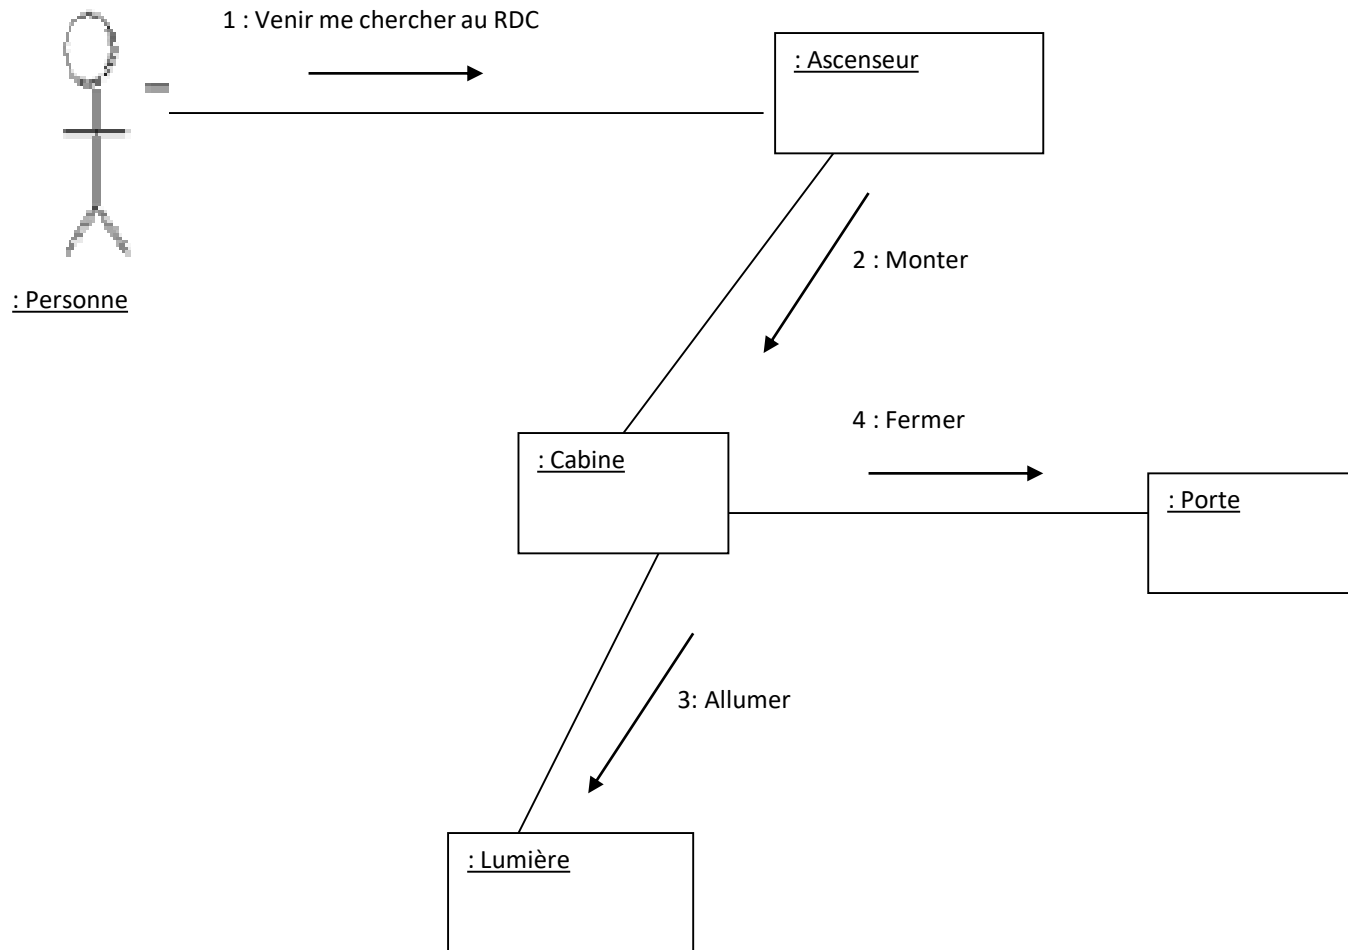 1 : Venir me chercher au RDC
: Ascenseur
2 : Monter
: Personne
4 : Fermer
: Cabine
: Porte
3: Allumer
: Lumière